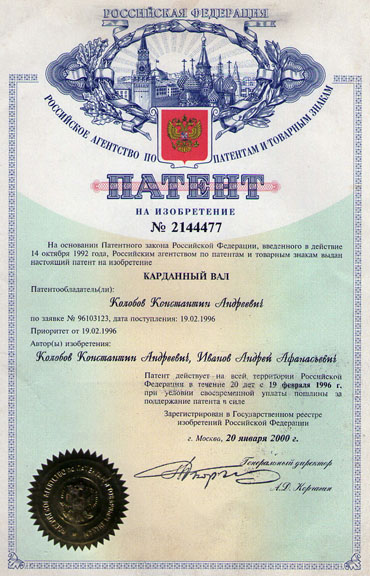 РОССИЙСКАЯ ФЕДЕРАЦИЯ
РОССИЙСКОЕ АГЕНТСТВО ПО ПАТЕНТАМ И ТОВАРНЫМ ЗНАКАМ
ПАТЕНТ
НА ИЗОБРЕТЕНИЕ
№ 2144477
На основании Патентного закона Российской Федерации, введенного в действие
14 октября 1992 года, Российским агентством по патентам и товарным знакам выдан
настоящий патент на изобретение
КАРДАННЫЙ ВАЛ
Патентообладатель(ли):
Колобов Константин Андреевич
по заявке № 96103123, дата поступления: 19.02.1996
Приоритет от 19.02.1996
Автор(ы) изобретения:
Колобов Константин Андреевич, Иванов Андрей Афанасьевич
Патент действует на всей территории Российской
Федерации в течение 20 лет с 19 февраля 1996 г.
при условии своевременной уплаты пошлины за
поддержание патента в силе
Зарегистрирован в Государственном реестре
изобретений Российской Федерации
г. Москва, 20 января 2000 г.
Генеральный директор
А.Д. Корчагин